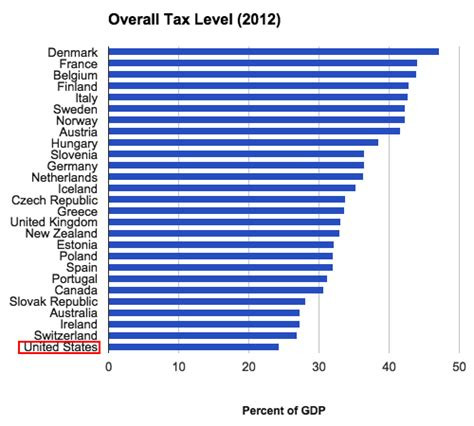 Overall Tax Level (2012)
Denmark
France
Belgium
Finland
Italy
Sweden
Norway
Austria
Hungary
Slovenia
Germany
Netherlands
Iceland
Czech Republic
Greece
United Kingdom
New Zealand
Estonia
Poland
Spain
Portugal
Canada
Slovak Republic
Australia
Ireland
Switzerland
United States
0 10 20 30 40 50
Percent of GDP